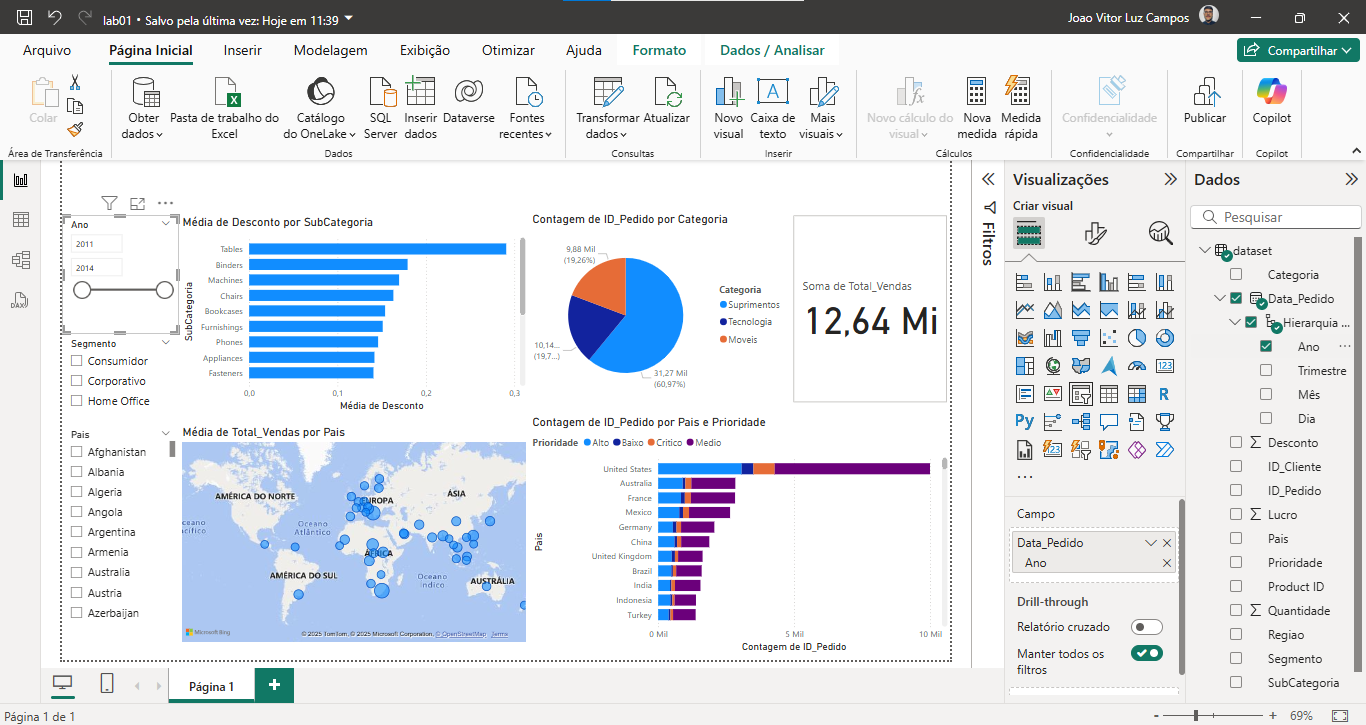 lab01 • Salvo pela última vez: Hoje em 11:39
Joao Vitor Luz Campos
Arquivo
Página Inicial
Inserir
Modelagem
Exibição
Otimizar
Ajuda
Formato
Dados / Analisar
Compartilhar
Colar
Obter dados
Pasta de trabalho do Excel
Catálogo do OneLake
SQL Server
Inserir dados
Dataverse
Fontes recentes
Transformar dados
Atualizar
Novo visual
Caixa de texto
Mais visuais
Novo cálculo do visual
Nova medida
Medida rápida
Confidencialidade
Publicar
Copilot
Área de Transferência
Dados
Consultas
Inserir
Cálculos
Confidencialidade
Compartilhar
Copilot
Ano
2011
2014
Segmento
Consumidor
Corporativo
Home Office
Pais
Afghanistan
Albania
Algeria
Angola
Argentina
Armenia
Australia
Austria
Azerbaijan
Média de Desconto por SubCategoria
SubCategoria
Tables
Binders
Machines
Chairs
Bookcases
Furnishings
Phones
Appliances
Fasteners
0,0
0,1
0,2
0,3
Média de Desconto
Contagem de ID_Pedido por Categoria
9,88 Mil
(19,26%)
10,14...
(19,7...)
31,27 Mil
(60,97%)
Categoria
Suprimentos
Tecnologia
Moveis
Soma de Total_Vendas
12,64 Mi
Média de Total_Vendas por Pais
AMÉRICA DO NORTE
EUROPA
ÁSIA
Oceano
Atlântico
ceano
acífico
ÁFRICA
AMÉRICA DO SUL
Oceano
Índico
AUSTRÁLIA
Microsoft Bing
© 2025 TomTom, © 2025 Microsoft Corporation, © OpenStreetMap
Terms
Contagem de ID_Pedido por Pais e Prioridade
Prioridade
Alto
Baixo
Critico
Medio
Pais
United States
Australia
France
Mexico
Germany
China
United Kingdom
Brazil
India
Indonesia
Turkey
0 Mil
5 Mil
10 Mil
Contagem de ID_Pedido
Filtros
Visualizações
Criar visual
123
R
Py
123
...
Campo
Data_Pedido
Ano
Drill-through
Relatório cruzado
Manter todos os filtros
Dados
Pesquisar
dataset
Categoria
Data_Pedido
Hierarquia ...
Ano
Trimestre
Mês
Dia
Desconto
ID_Cliente
ID_Pedido
Lucro
Pais
Prioridade
Product ID
Quantidade
Regiao
Segmento
SubCategoria
DAX
Página 1
Página 1 de 1
69%